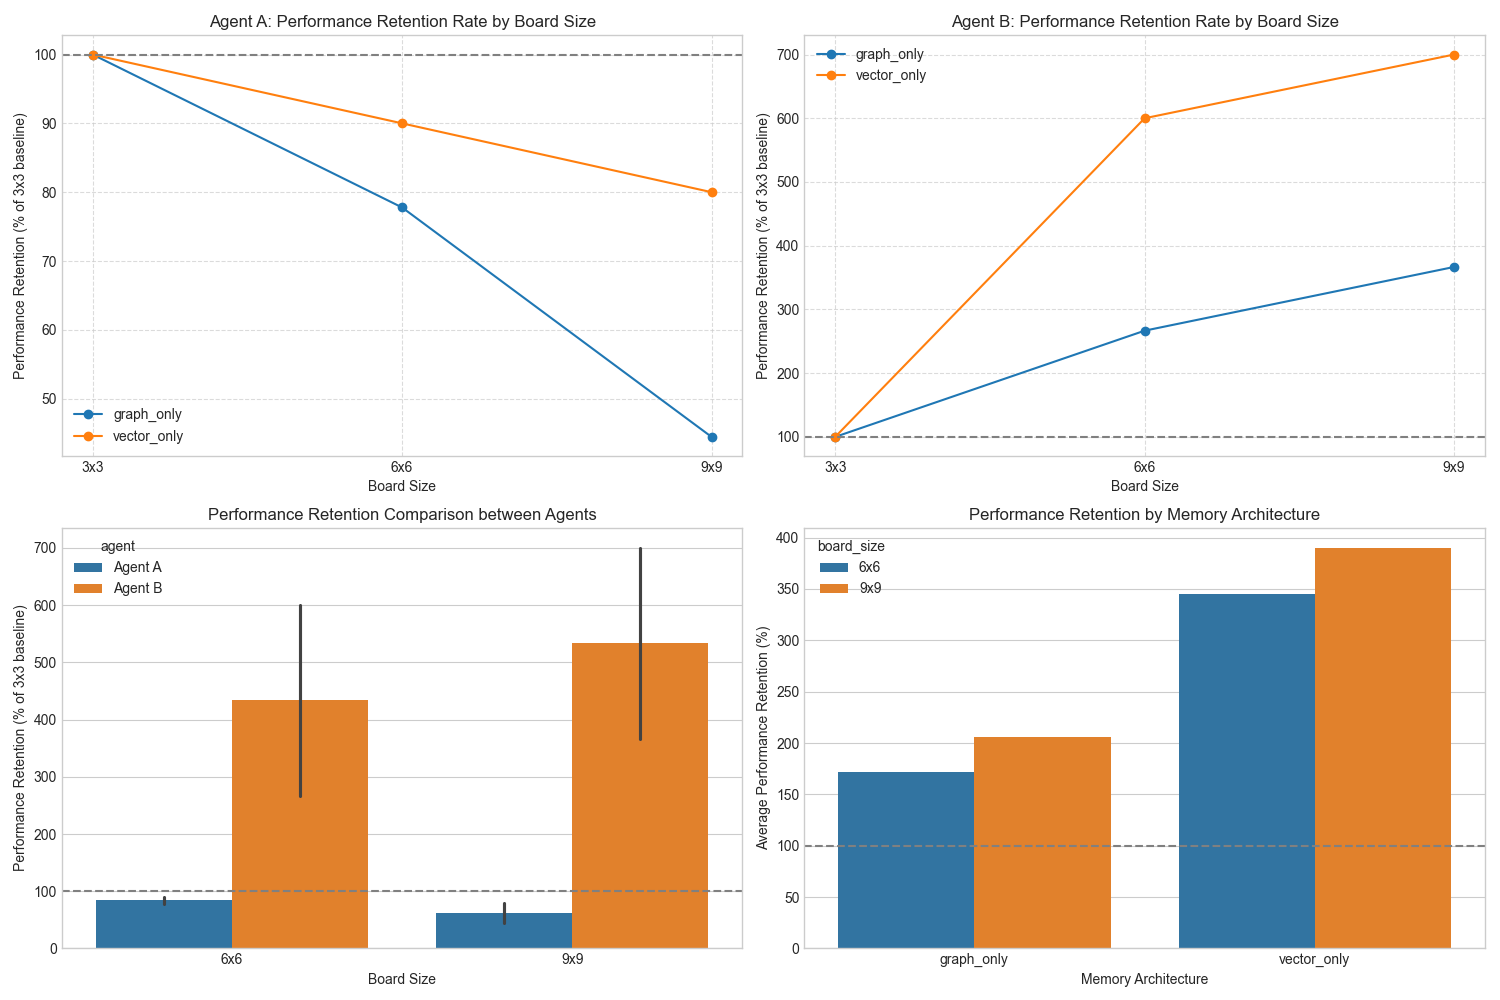 Agent A: Performance Retention Rate by Board Size
Performance Retention (% of 3x3 baseline)
100
90
80
70
60
50
graph_only
vector_only
3x3
6x6
9x9
Board Size
Agent B: Performance Retention Rate by Board Size
Performance Retention (% of 3x3 baseline)
700
600
500
400
300
200
100
graph_only
vector_only
3x3
6x6
9x9
Board Size
Performance Retention Comparison between Agents
Performance Retention (% of 3x3 baseline)
700
600
500
400
300
200
100
0
agent
Agent A
Agent B
6x6
9x9
Board Size
Performance Retention by Memory Architecture
Average Performance Retention (%)
400
350
300
250
200
150
100
50
0
board_size
6x6
9x9
graph_only
vector_only
Memory Architecture